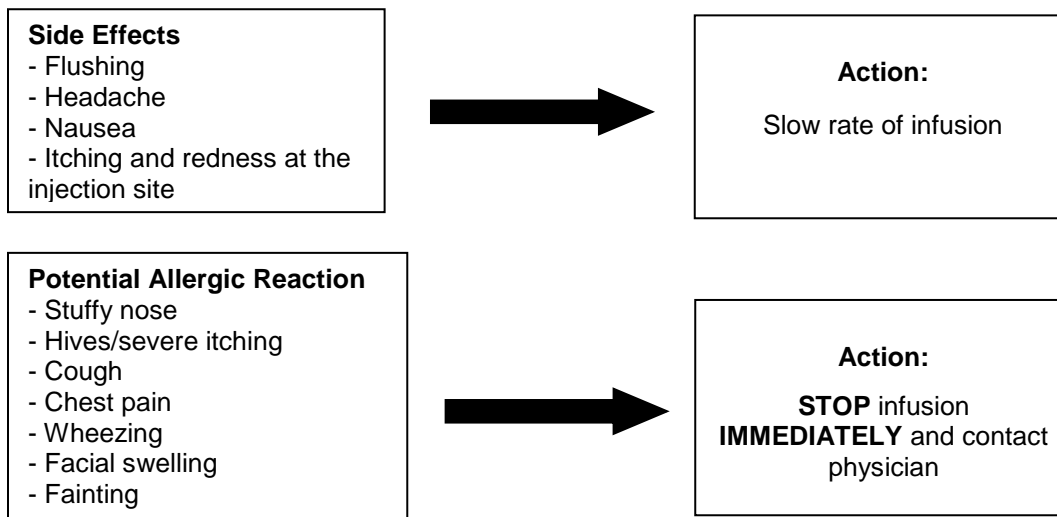 Side Effects
- Flushing
- Headache
- Nausea
- Itching and redness at the
injection site
Action:
Slow rate of infusion
Potential Allergic Reaction
- Stuffy nose
- Hives/severe itching
- Cough
- Chest pain
- Wheezing
- Facial swelling
- Fainting
Action:
STOP infusion
IMMEDIATELY and contact
physician